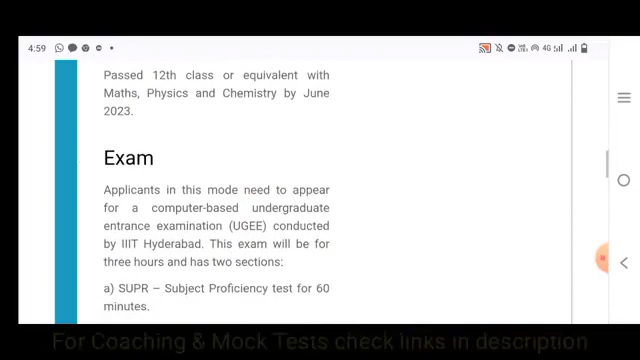 4:59
4G
Passed 12th class or equivalent with
Maths, Physics and Chemistry by June
2023.
Exam
Applicants in this mode need to appear
for a computer-based undergraduate
entrance examination (UGEE) conducted
by IIIT Hyderabad. This exam will be for
three hours and has two sections:
a) SUPR – Subject Proficiency test for 60
minutes.
For Coaching & Mock Tests check links in description